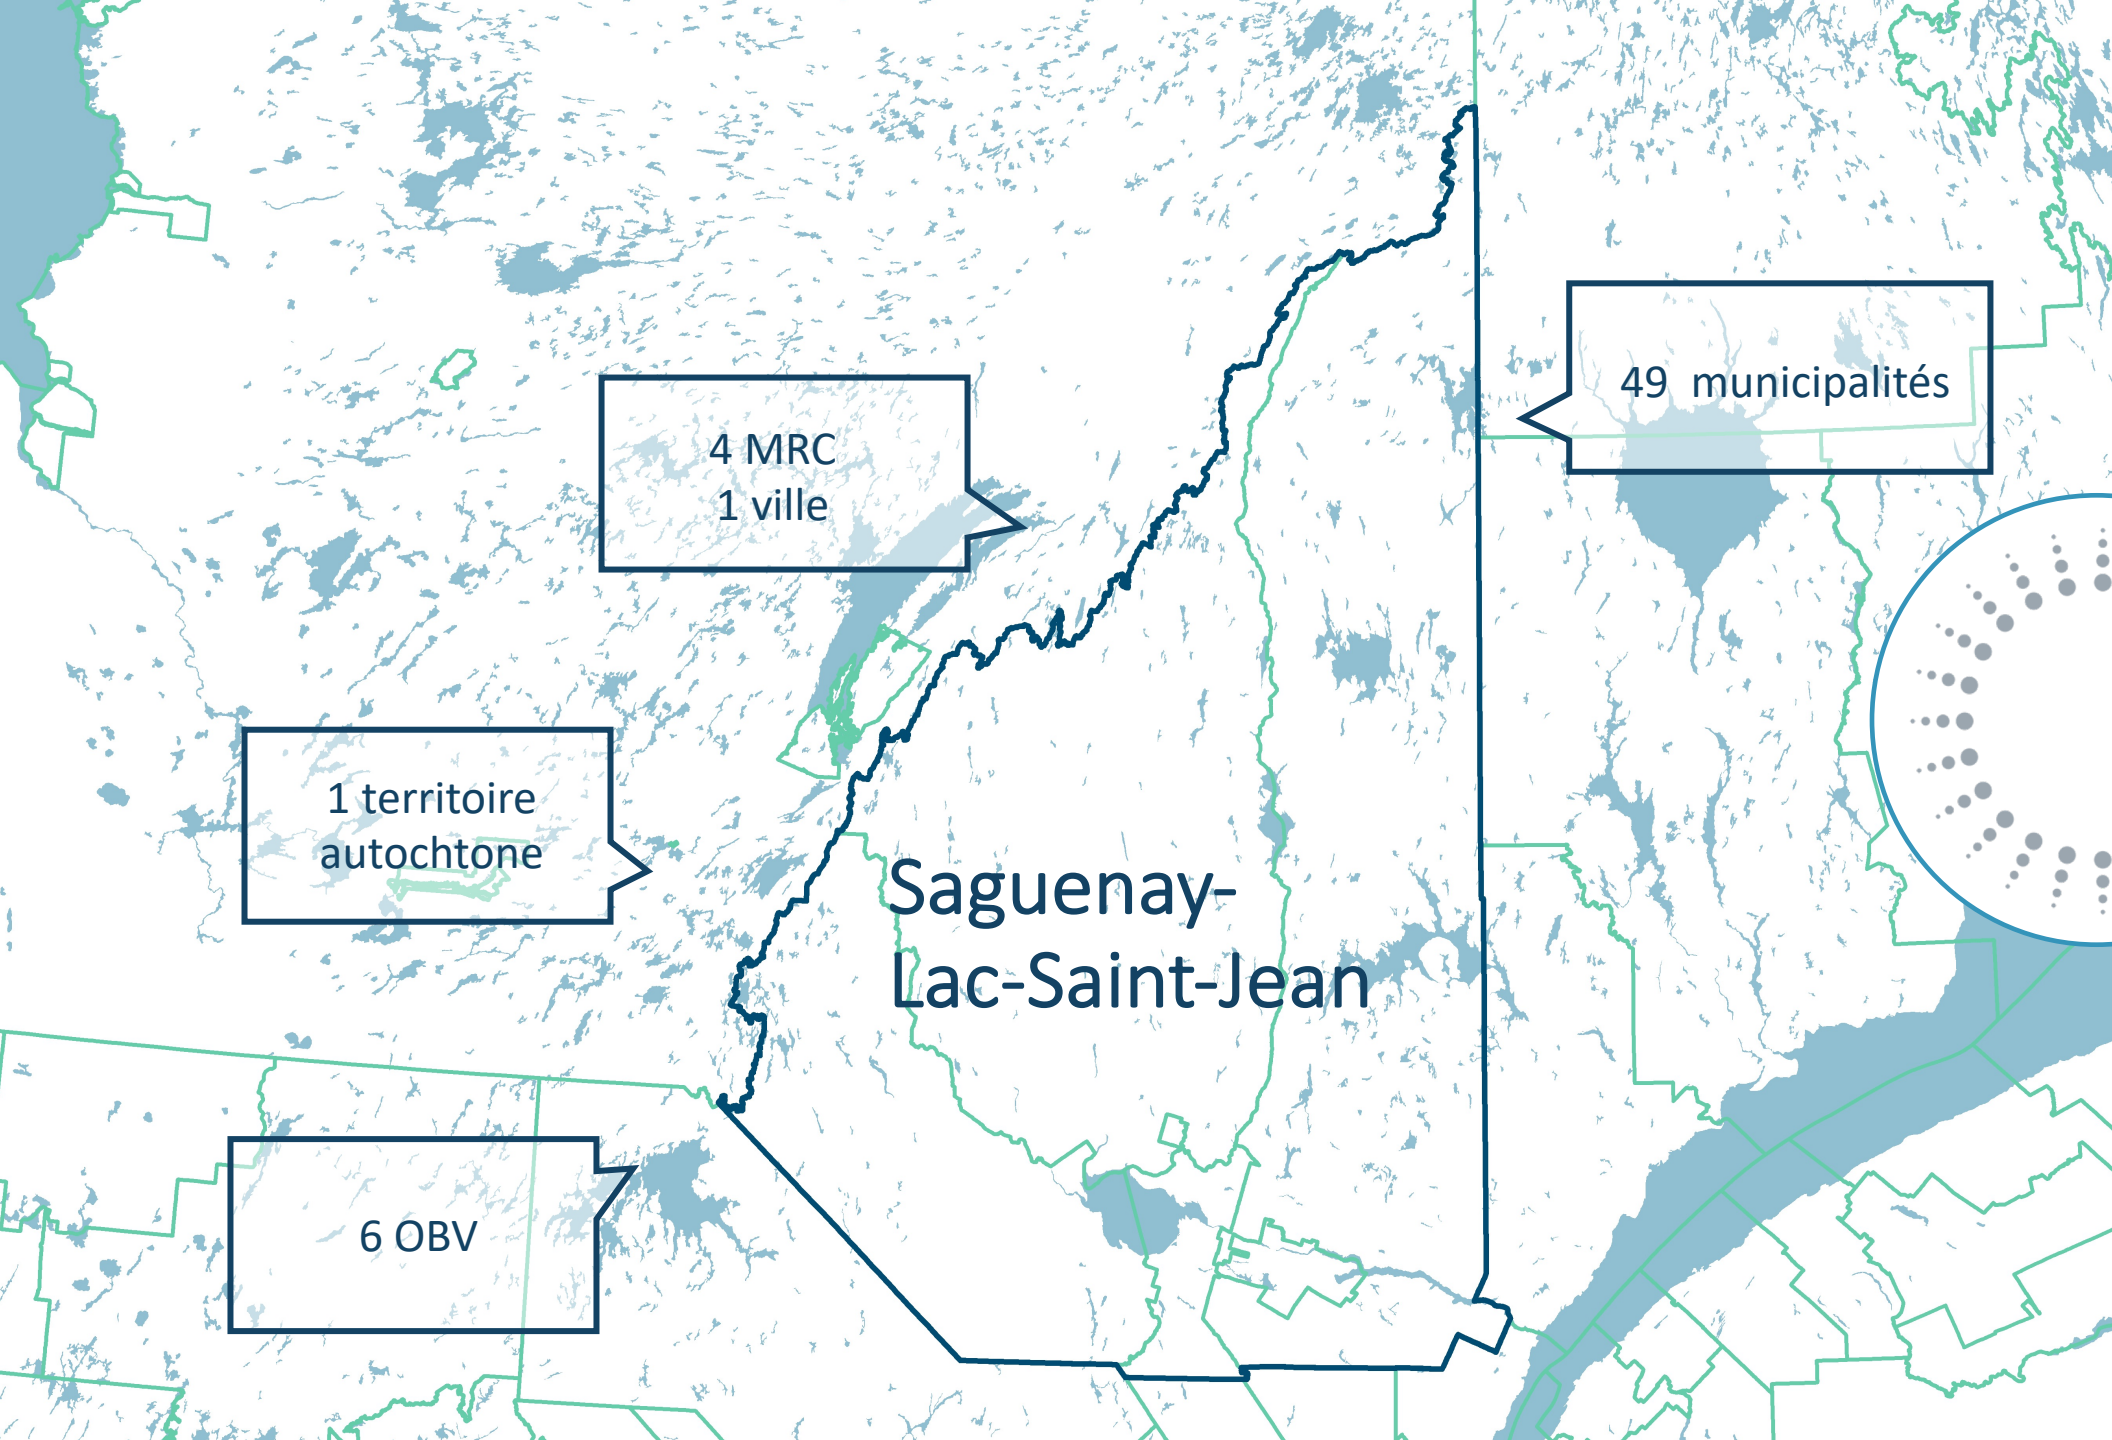 49 municipalités
4 MRC
1 ville
1 territoire
autochtone
Saguenay-
Lac-Saint-Jean
6 OBV